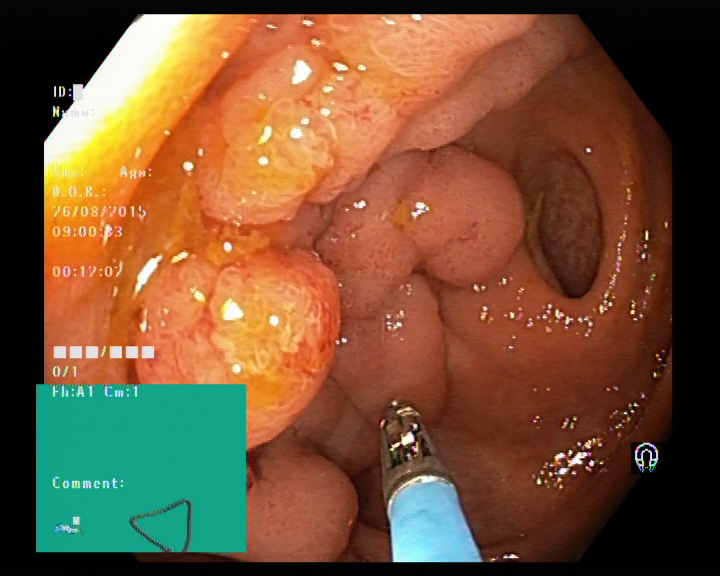 ID:
Name:
Sex: Age:
D.O.B.:
26/08/2015
09:00:33
00:12:07
0/1
Eh:A1 Cm:1
Comment: